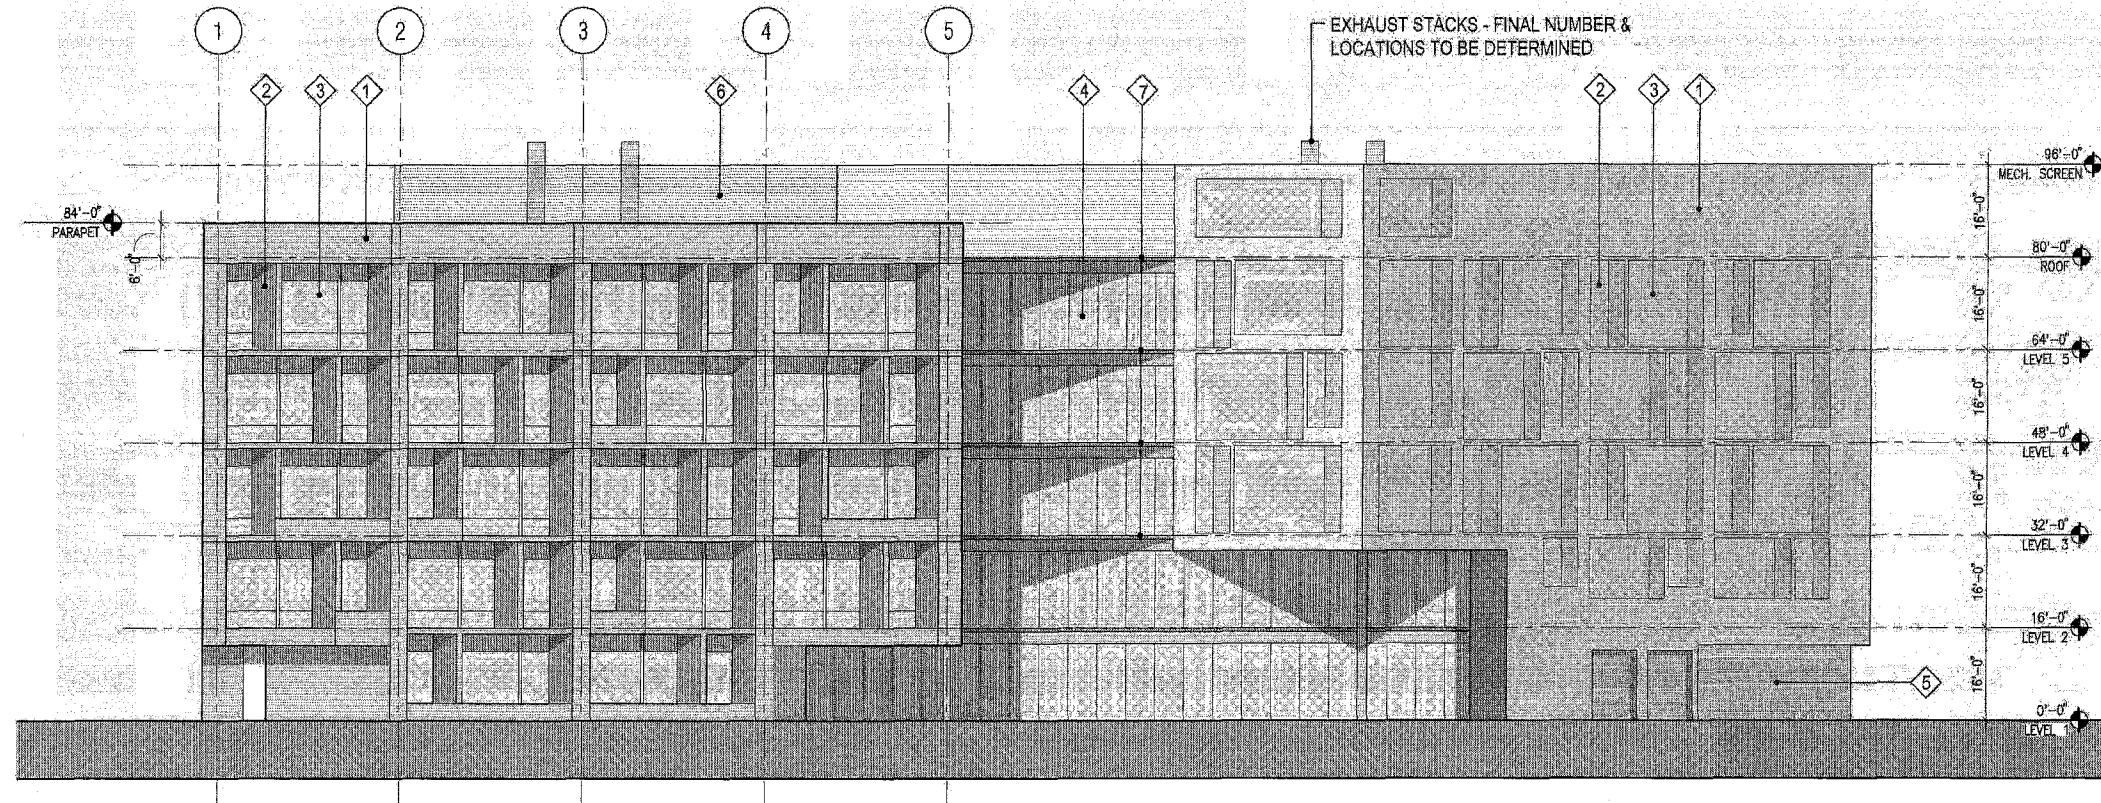 1 2 3 4 5
EXHAUST STACKS - FINAL NUMBER &
LOCATIONS TO BE DETERMINED
2 3 1 6 4 7 2 3 1
96'-0"
MECH. SCREEN
84'-0"
PARAPET
6'-0"
16'-0"
80'-0"
ROOF
16'-0"
64'-0"
LEVEL 5
16'-0"
48'-0"
LEVEL 4
16'-0"
32'-0"
LEVEL 3
16'-0"
16'-0"
LEVEL 2
16'-0"
5
0'-0"
LEVEL 1